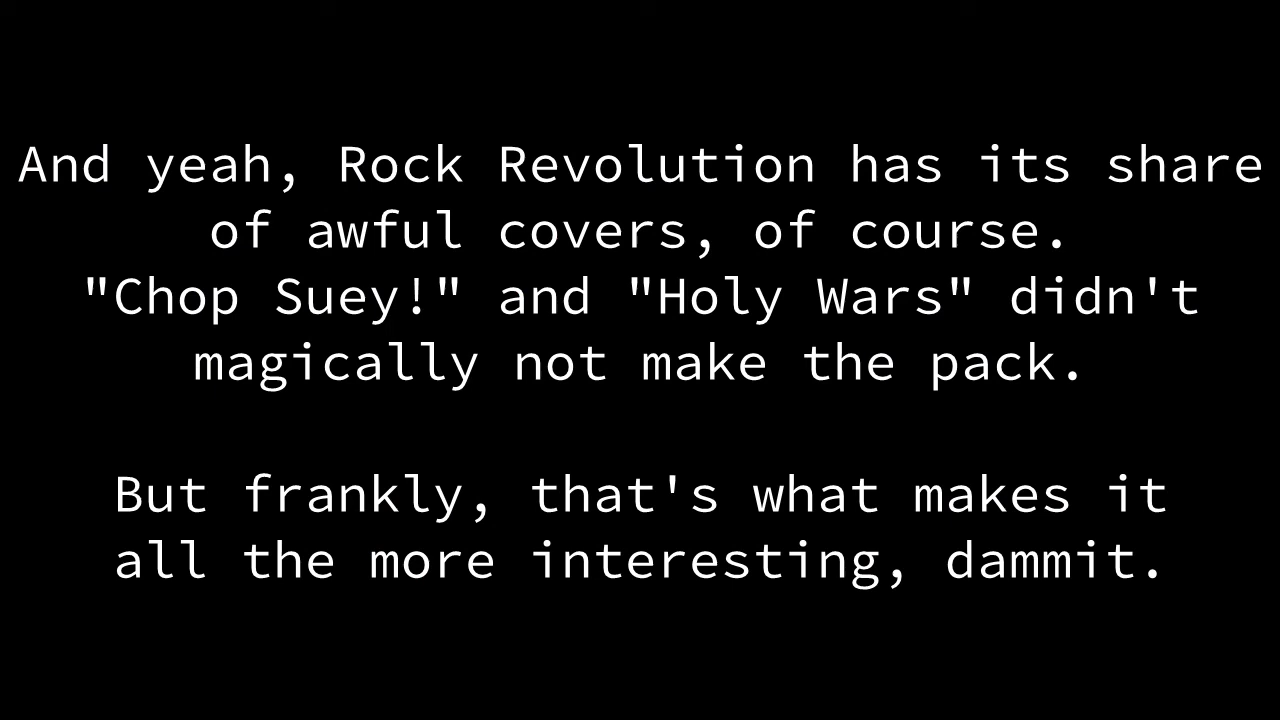 And yeah, Rock Revolution has its share
of awful covers, of course.
"Chop Suey!" and "Holy Wars" didn't
magically not make the pack.
But frankly, that's what makes it
all the more interesting, dammit.